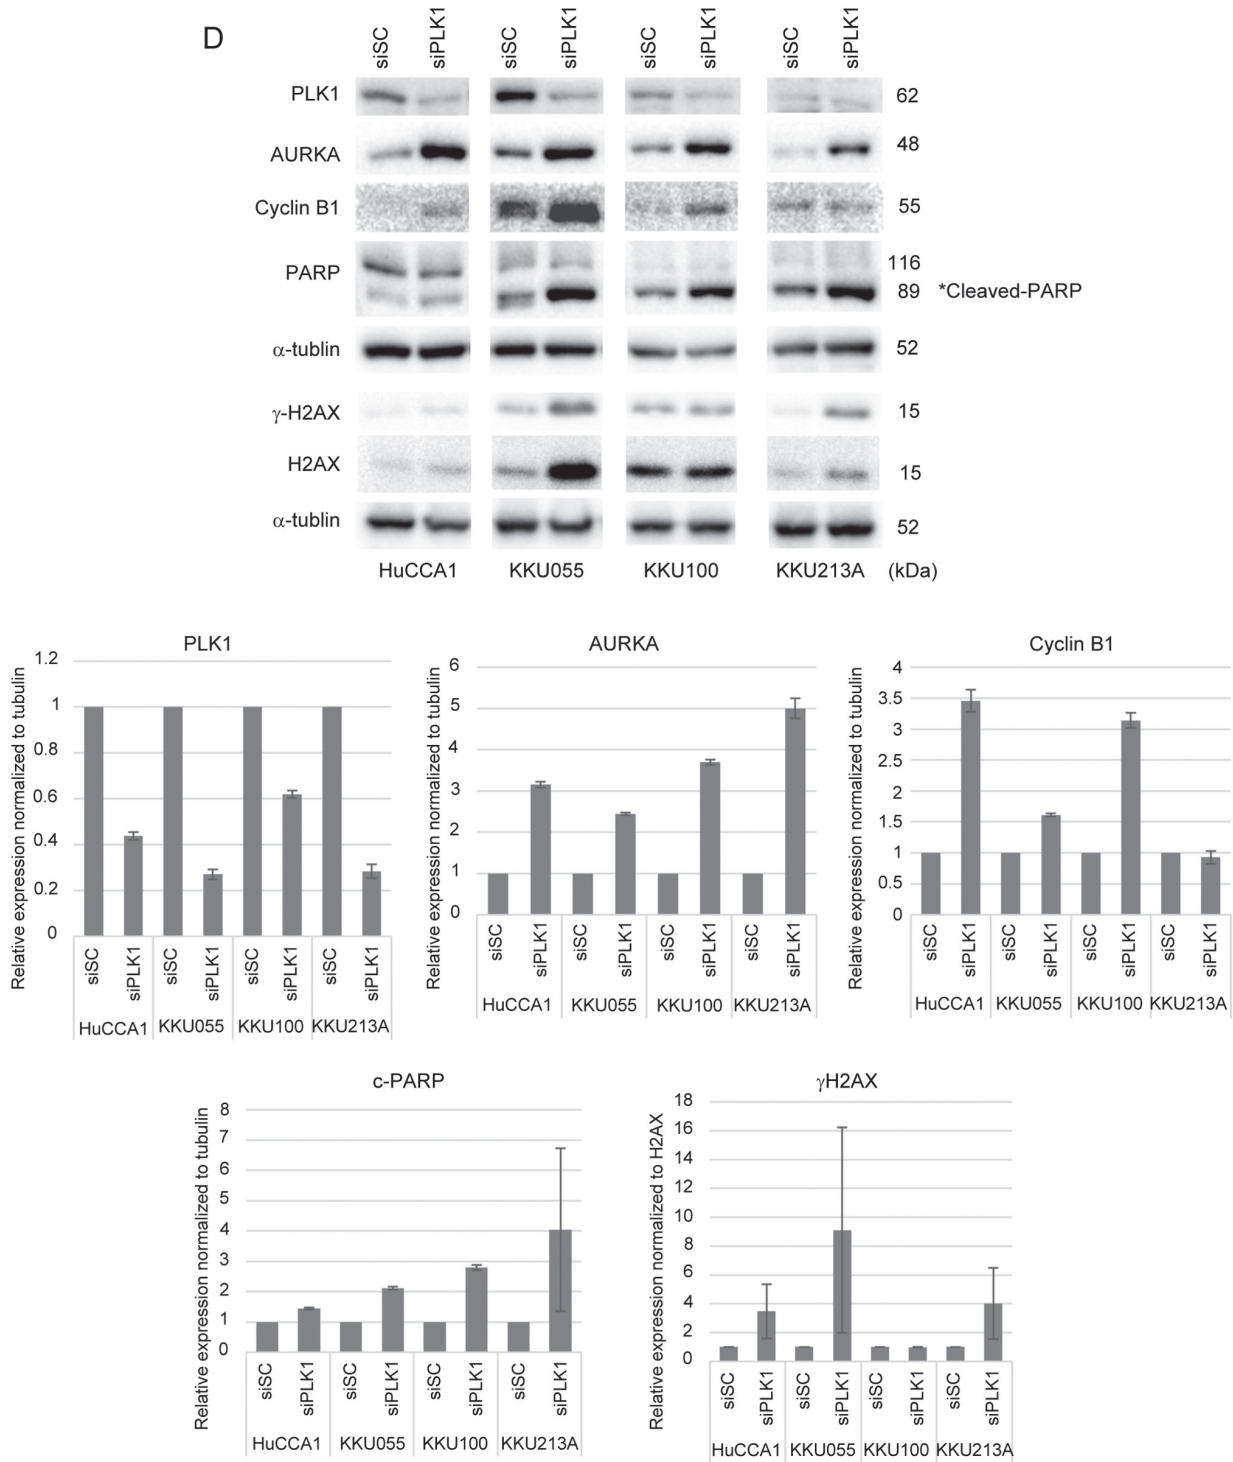 D
siSC siPLK1 siSC siPLK1 siSC siPLK1 siSC siPLK1
PLK1 62
AURKA 48
Cyclin B1 55
PARP 116
89 *Cleaved-PARP
α-tublin 52
γ-H2AX 15
H2AX 15
α-tublin 52
HuCCA1 KKU055 KKU100 KKU213A (kDa)
PLK1
Relative expression normalized to tubulin
1.2
1
0.8
0.6
0.4
0.2
0
siSC siPLK1 siSC siPLK1 siSC siPLK1 siSC siPLK1
HuCCA1 KKU055 KKU100 KKU213A
AURKA
Relative expression normalized to tubulin
6
5
4
3
2
1
0
siSC siPLK1 siSC siPLK1 siSC siPLK1 siSC siPLK1
HuCCA1 KKU055 KKU100 KKU213A
Cyclin B1
Relative expression normalized to tubulin
4
3.5
3
2.5
2
1.5
1
0.5
0
siSC siPLK1 siSC siPLK1 siSC siPLK1 siSC siPLK1
HuCCA1 KKU055 KKU100 KKU213A
c-PARP
Relative expression normalized to tubulin
8
7
6
5
4
3
2
1
0
siSC siPLK1 siSC siPLK1 siSC siPLK1 siSC siPLK1
HuCCA1 KKU055 KKU100 KKU213A
γH2AX
Relative expression normalized to H2AX
18
16
14
12
10
8
6
4
2
0
siSC siPLK1 siSC siPLK1 siSC siPLK1 siSC siPLK1
HuCCA1 KKU055 KKU100 KKU213A